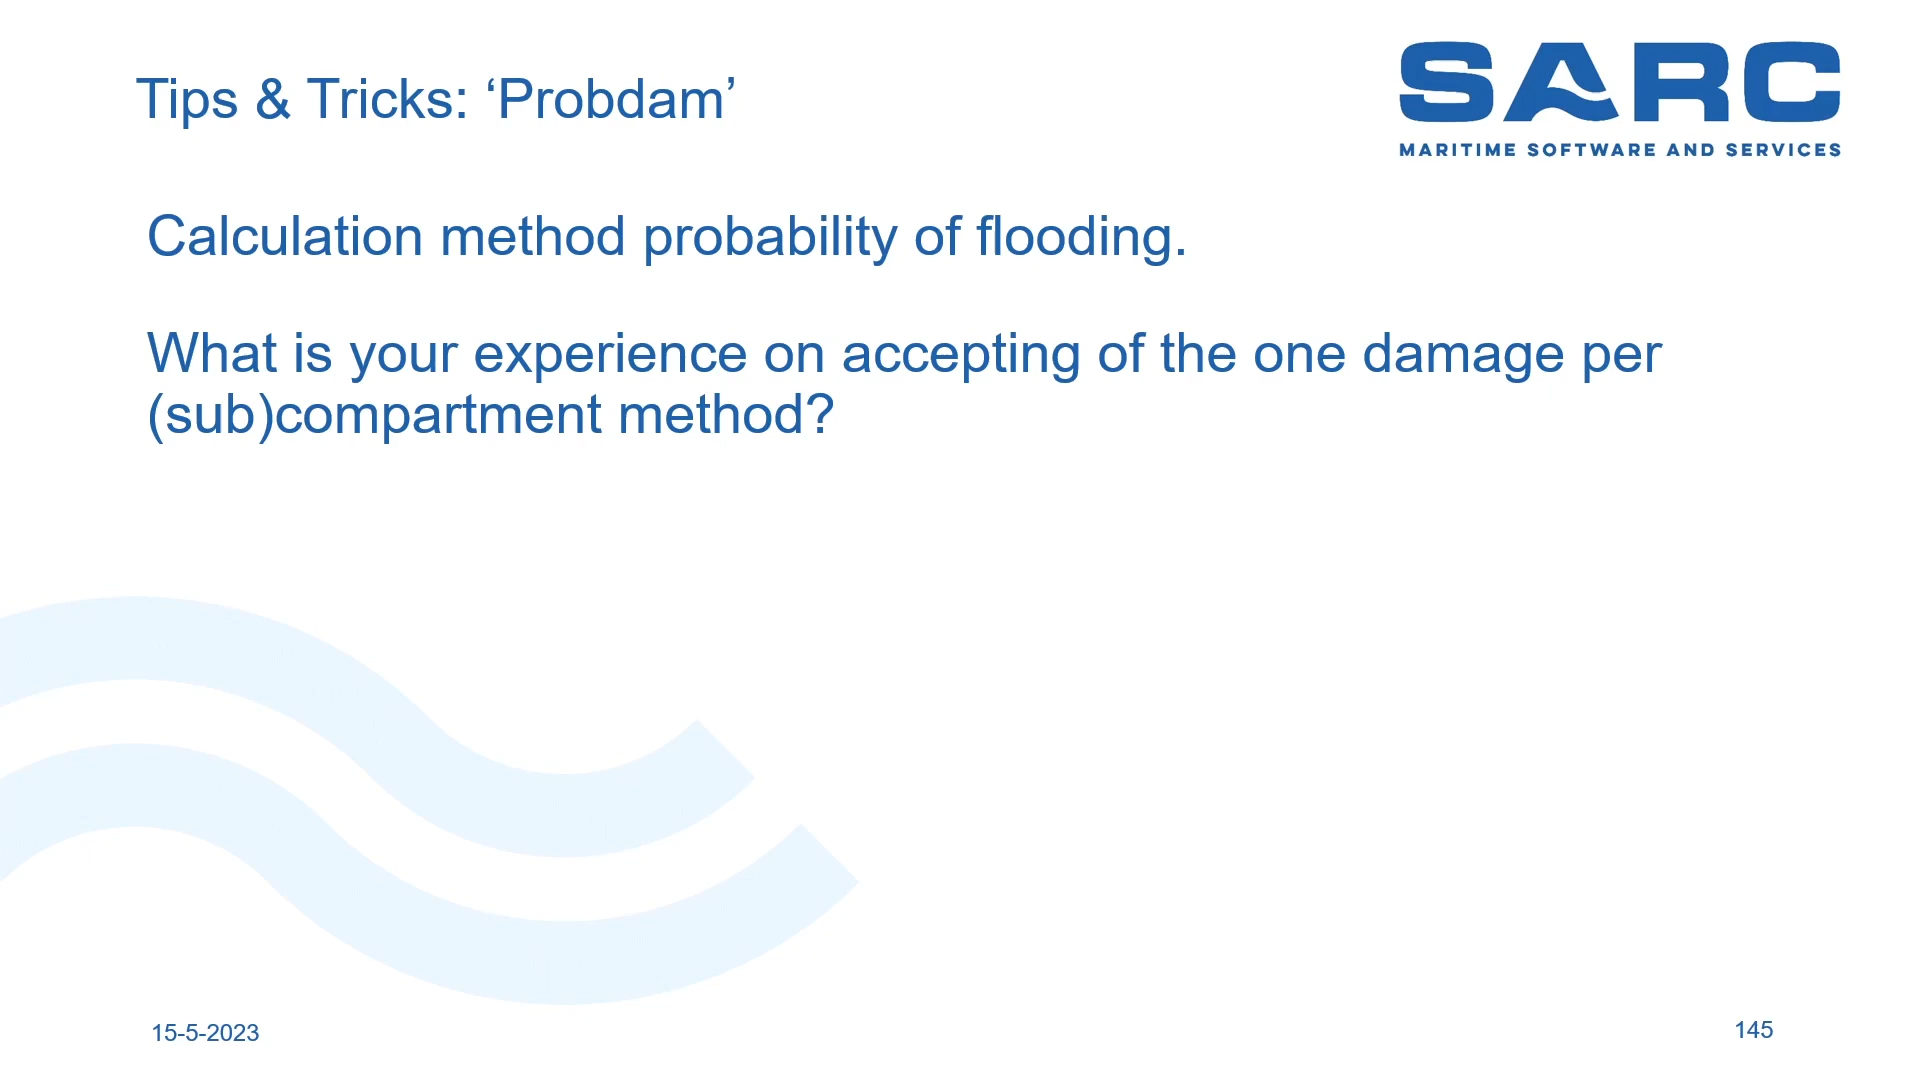 Tips & Tricks: ‘Probdam’
SARC
MARITIME SOFTWARE AND SERVICES
Calculation method probability of flooding.
What is your experience on accepting of the one damage per
(sub)compartment method?
15-5-2023
145